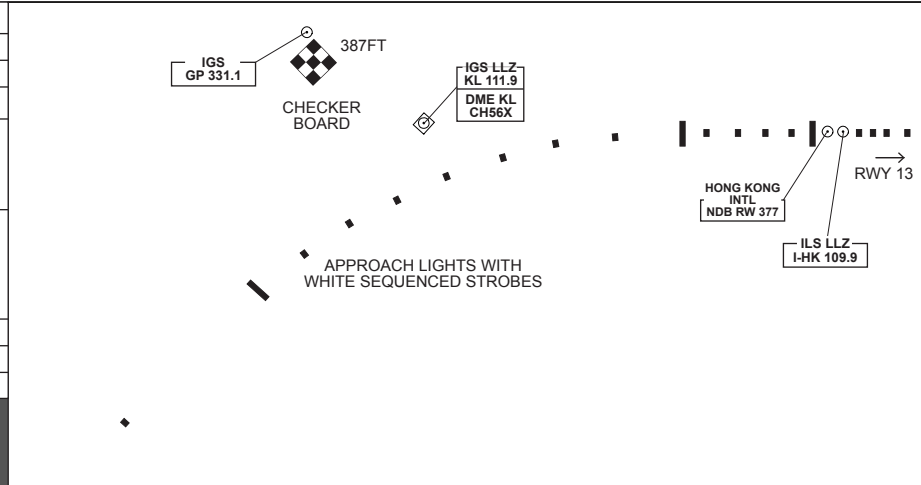 387FT
IGS
GP 331.1
CHECKER
BOARD
IGS LLZ
KL 111.9
DME KL
CH56X
RWY 13
HONG KONG
INTL
NDB RW 377
ILS LLZ
I-HK 109.9
APPROACH LIGHTS WITH
WHITE SEQUENCED STROBES